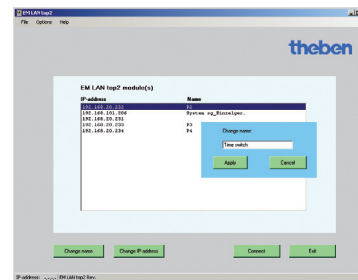 EM LAN top2
File Options Help
theben
EM LAN top2 module(s)
IP-address Name
192.168.20.232 P2
192.168.101.206 System sg_Einzelger.
192.168.20.231
192.168.20.233 P3
192.168.20.234 P4
Change name:
Time switch
Apply Cancel
Change name Change IP-address Connect Exit
IP-address: -.-.-.- EM LAN top2 Rev.